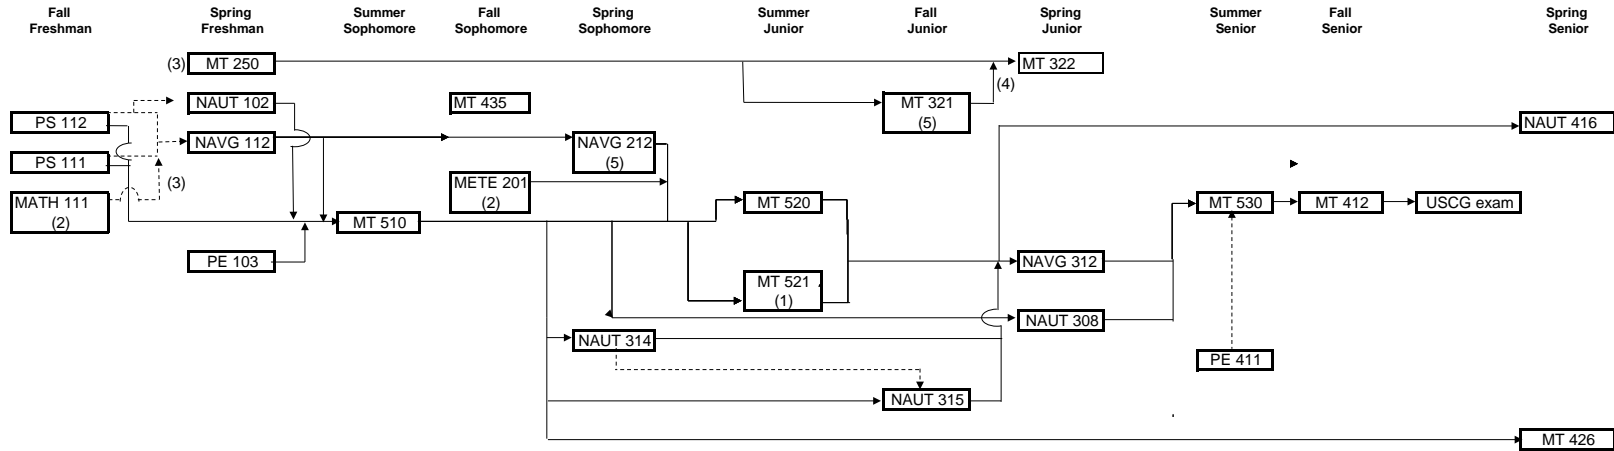 Fall Freshman
Spring Freshman
Summer Sophomore
Fall Sophomore
Spring Sophomore
Summer Junior
Fall Junior
Spring Junior
Summer Senior
Fall Senior
Spring Senior
(3)
MT 250
MT 322
(4)
NAUT 102
MT 435
MT 321
(5)
PS 112
NAUT 416
NAVG 112
NAVG 212
(5)
PS 111
(3)
METE 201
(2)
MATH 111
(2)
MT 510
MT 520
MT 530
MT 412
USCG exam
PE 103
NAVG 312
MT 521
(1)
NAUT 308
NAUT 314
PE 411
NAUT 315
MT 426